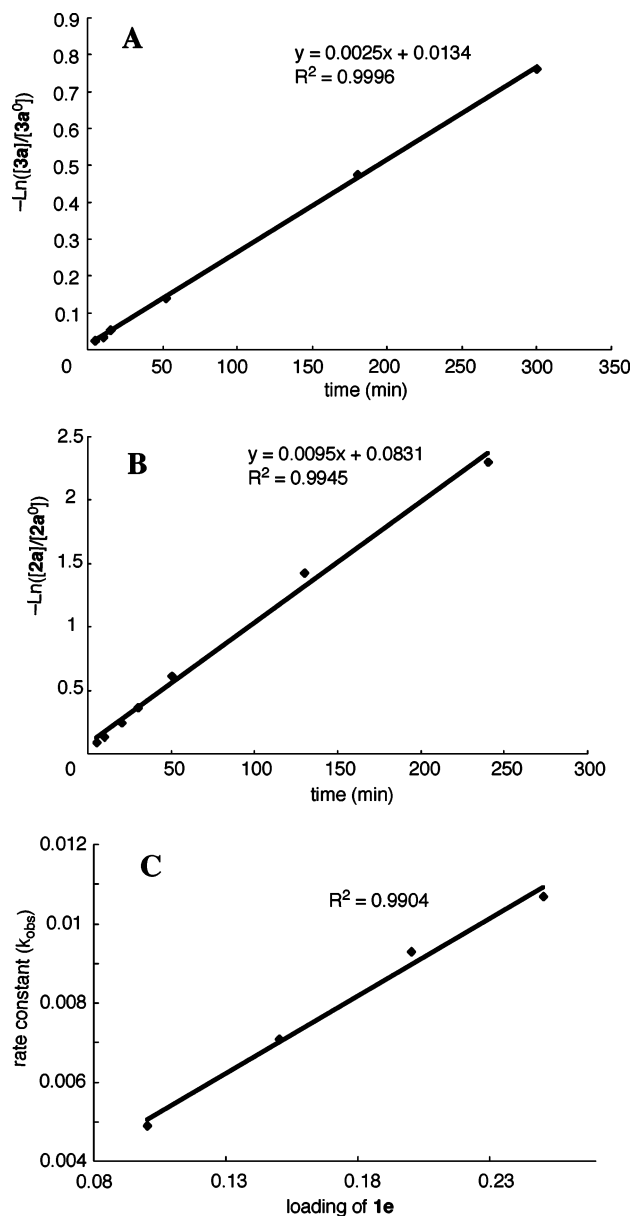 A
y = 0.0025x + 0.0134
R² = 0.9996
–Ln([3a]/[3a⁰])
0.9
0.8
0.7
0.6
0.5
0.4
0.3
0.2
0.1
0 50 100 150 200 250 300 350
time (min)
B
y = 0.0095x + 0.0831
R² = 0.9945
–Ln([2a]/[2a⁰])
2.5
2
1.5
1
0.5
0 50 100 150 200 250 300
time (min)
C
R² = 0.9904
rate constant (kobs)
0.012
0.01
0.008
0.006
0.004
0.08 0.13 0.18 0.23
loading of 1e